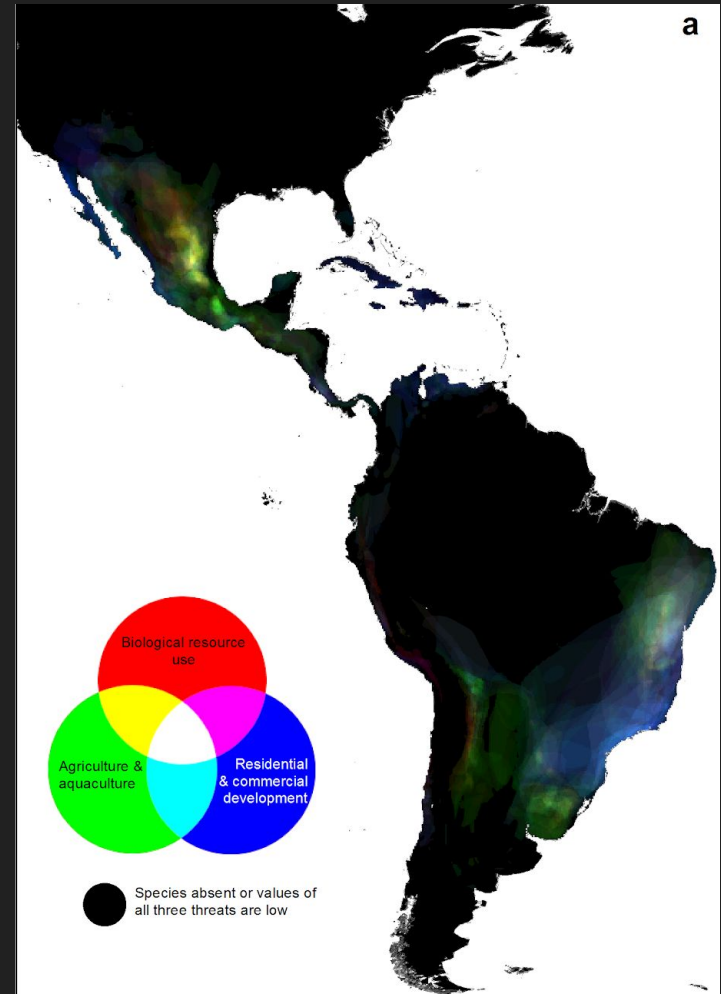 a
Biological resource
use
Agriculture &
aquaculture
Residential
& commercial
development
Species absent or values of
all three threats are low